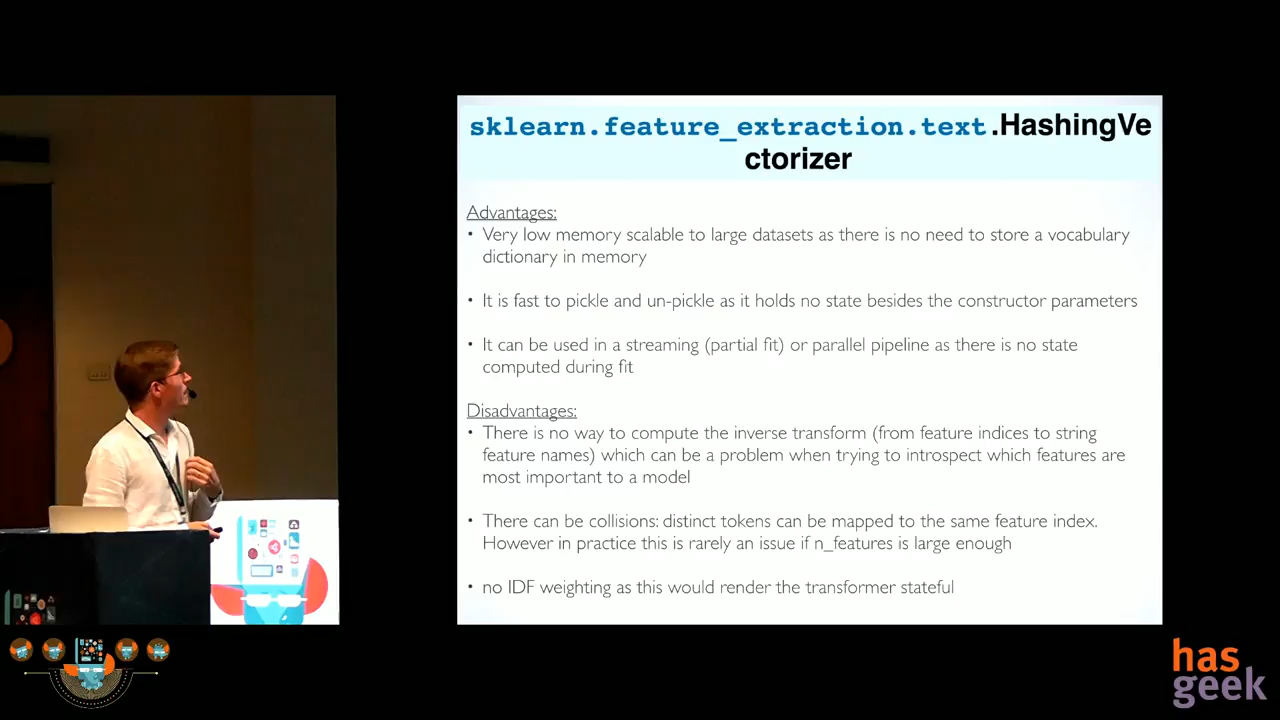 sklearn.feature_extraction.text.HashingVe
ctorizer
Advantages:
• Very low memory scalable to large datasets as there is no need to store a vocabulary
dictionary in memory
• It is fast to pickle and un-pickle as it holds no state besides the constructor parameters
• It can be used in a streaming (partial fit) or parallel pipeline as there is no state
computed during fit
Disadvantages:
• There is no way to compute the inverse transform (from feature indices to string
feature names) which can be a problem when trying to introspect which features are
most important to a model
• There can be collisions: distinct tokens can be mapped to the same feature index.
However in practice this is rarely an issue if n_features is large enough
• no IDF weighting as this would render the transformer stateful
has
geek